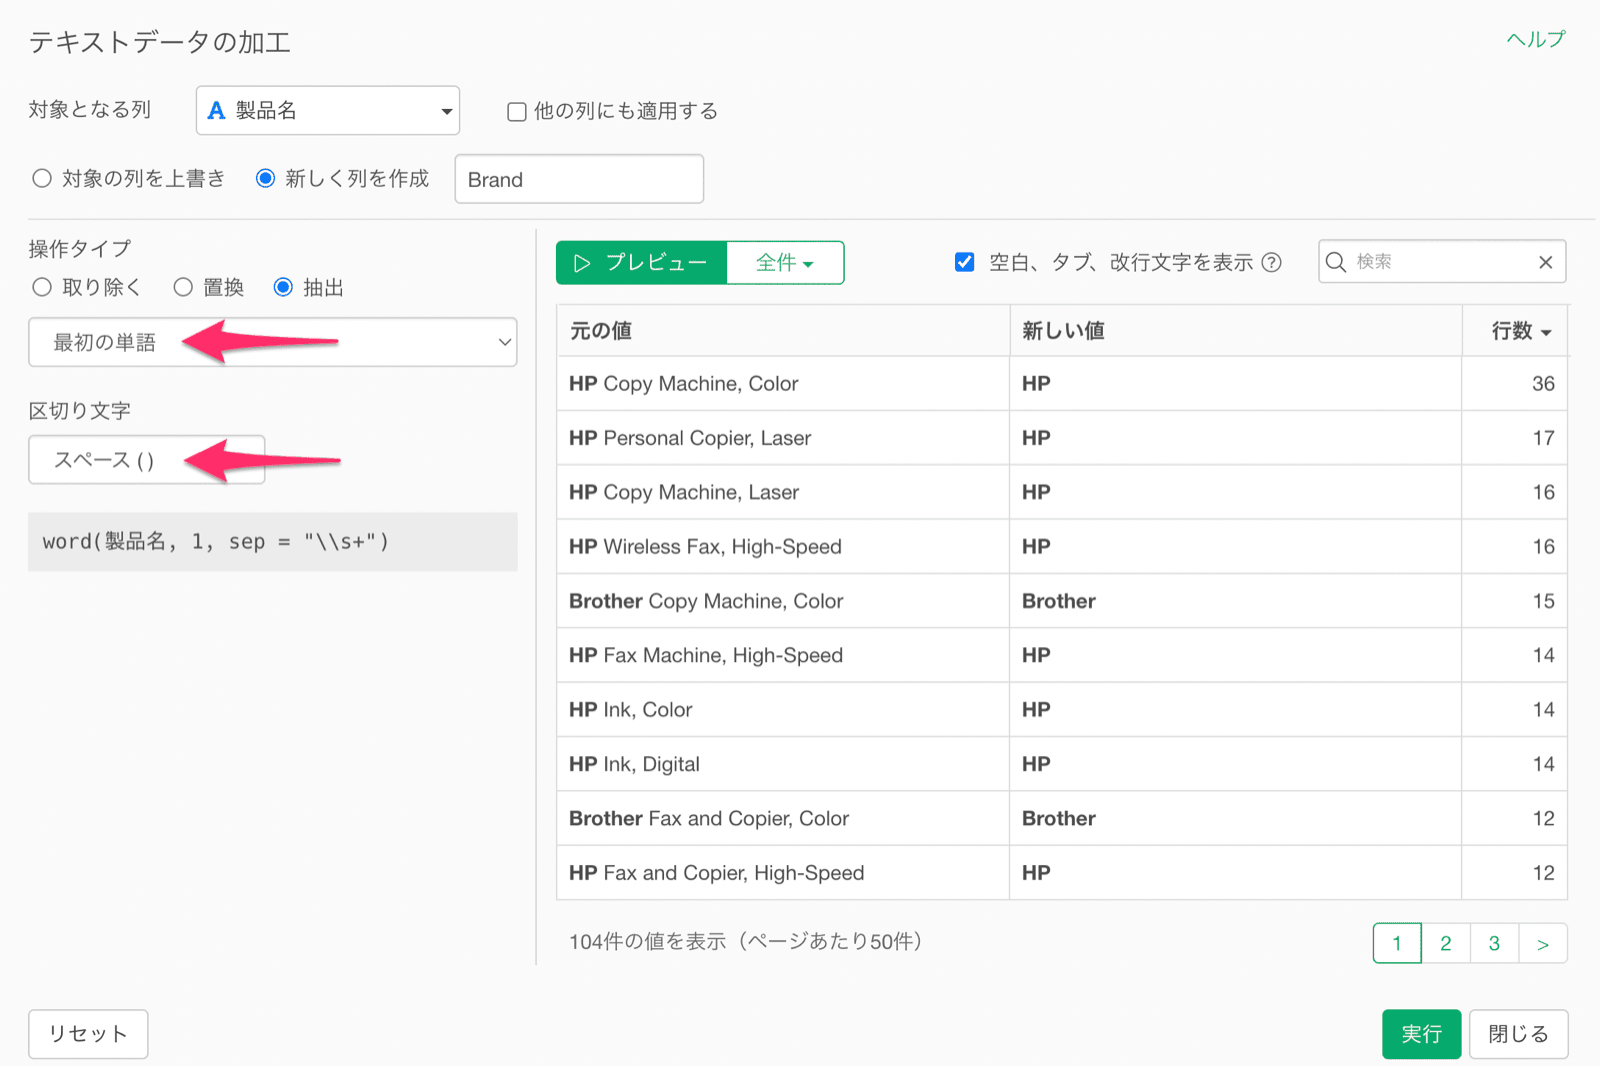 テキストデータの加工
ヘルプ
対象となる列
A 製品名
他の列にも適用する
対象の列を上書き
新しく列を作成
Brand
操作タイプ
取り除く
置換
抽出
最初の単語
区切り文字
スペース ( )
word(製品名, 1, sep = "\\s+")
プレビュー
全件
空白、タブ、改行文字を表示
検索
元の値 新しい値 行数
HP Copy Machine, Color HP 36
HP Personal Copier, Laser HP 17
HP Copy Machine, Laser HP 16
HP Wireless Fax, High-Speed HP 16
Brother Copy Machine, Color Brother 15
HP Fax Machine, High-Speed HP 14
HP Ink, Color HP 14
HP Ink, Digital HP 14
Brother Fax and Copier, Color Brother 12
HP Fax and Copier, High-Speed HP 12
104件の値を表示（ページあたり50件）
1 2 3 >
リセット
実行
閉じる